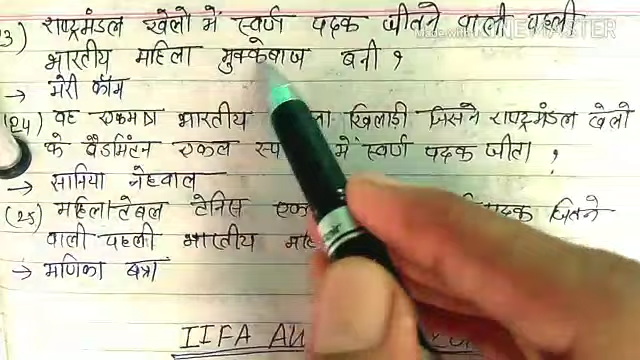 23) राष्ट्रमंडल खेलो में स्वर्ण पदक जीतने वाली पहली
भारतीय महिला मुक्केबाज बनी ?
→ मेरी कॉम
(24) वह एकमात्र भारतीय खिलाड़ी जिसने राष्ट्रमंडल खेलो
के बैडमिंटन एकल में स्वर्ण पदक जीता ?
→ सानिया नेहवाल
(25) महिला टेबल टेनिस पदक जितने
वाली पहली भारतीय
→ मणिका बत्रा
IIFA
KINEMASTER